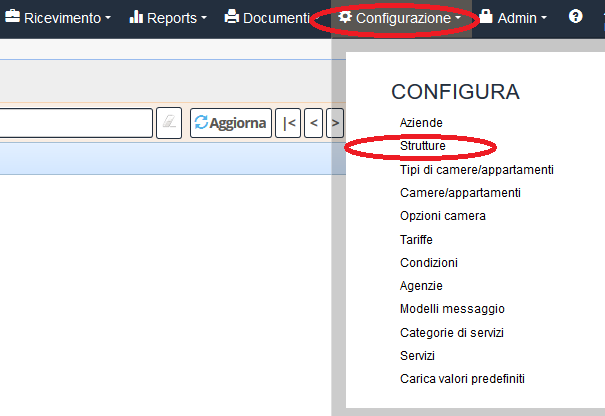 Ricevimento Reports Documenti Configurazione Admin
CONFIGURA
Aziende
Aggiorna |< < >
Strutture
Tipi di camere/appartamenti
Camere/appartamenti
Opzioni camera
Tariffe
Condizioni
Agenzie
Modelli messaggio
Categorie di servizi
Servizi
Carica valori predefiniti